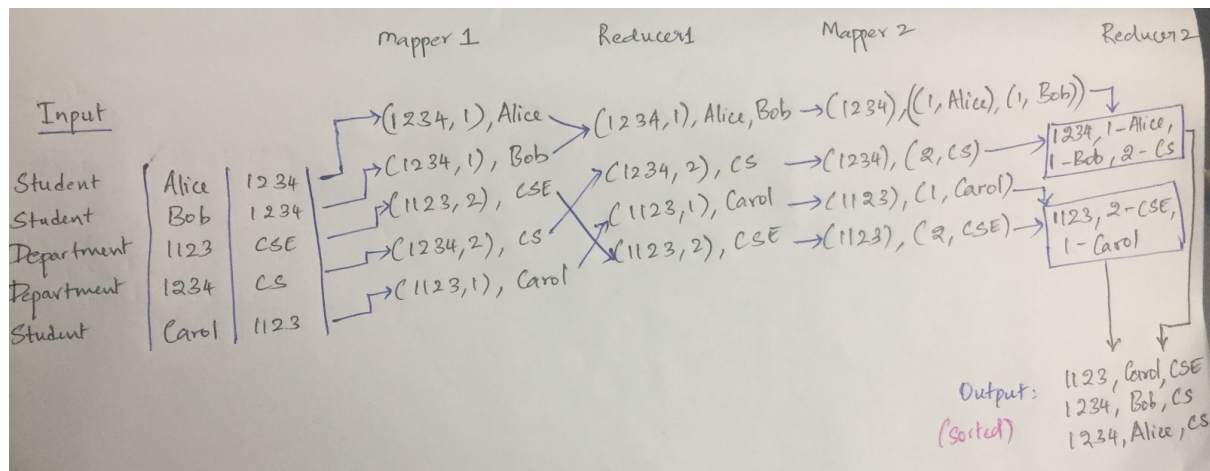 Mapper 1 Reducer1 Mapper 2 Reducer 2
Input
Student Alice 1234
Student Bob 1234
Department 1123 CSE
Department 1234 CS
Student Carol 1123
(1234, 1), Alice
(1234, 1), Bob
(1123, 2), CSE
(1234, 2), CS
(1123, 1), Carol
(1234, 1), Alice, Bob
(1234, 2), CS
(1123, 1), Carol
(1123, 2), CSE
(1234), ((1, Alice), (1, Bob))
(1234), (2, CS)
(1123), (1, Carol)
(1123), (2, CSE)
1234, 1-Alice,
1-Bob, 2-CS
1123, 2-CSE,
1-Carol
Output: 1123, Carol, CSE
1234, Bob, CS
(Sorted) 1234, Alice, CS